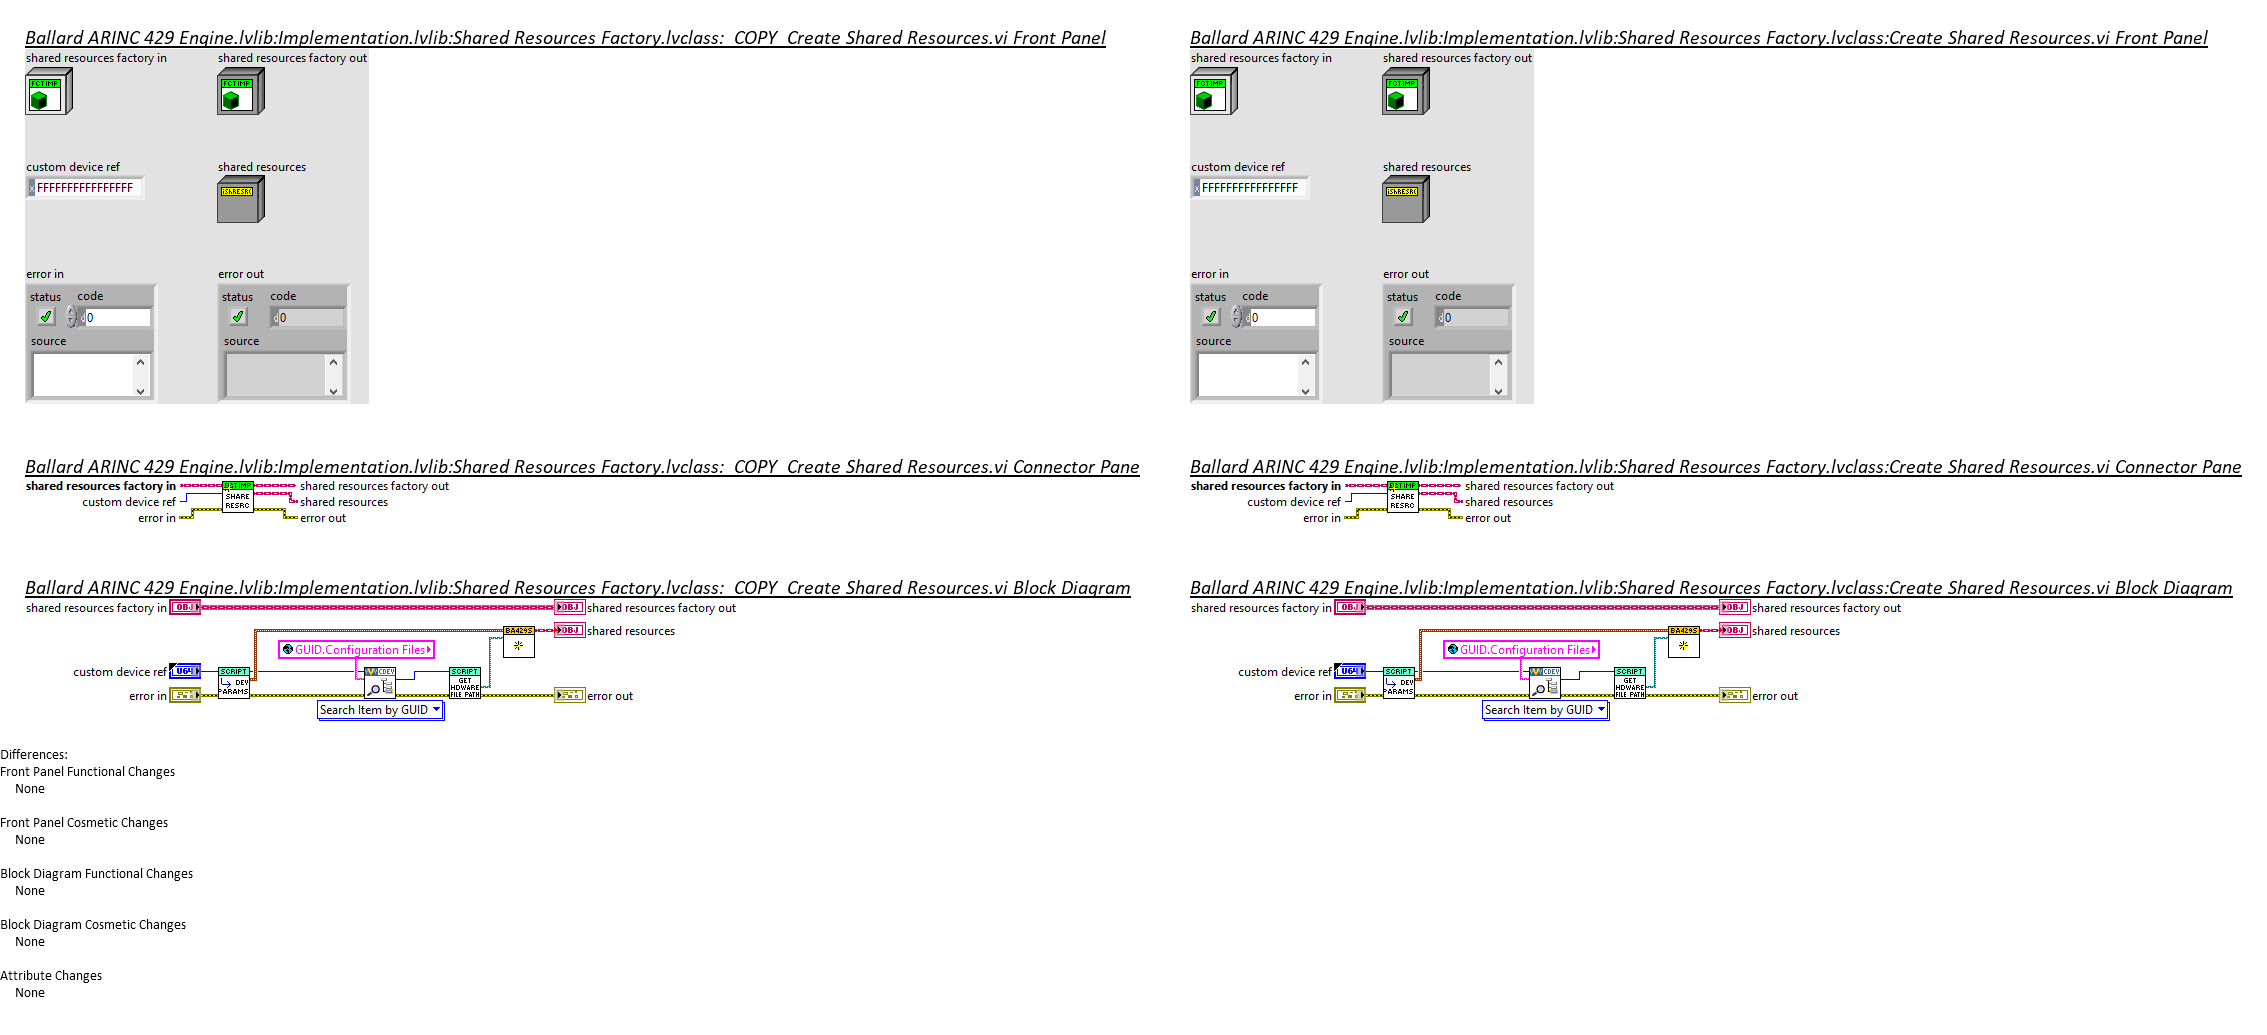 Ballard ARINC 429 Engine.lvlib:Implementation.lvlib:Shared Resources Factory.lvclass:_COPY_Create Shared Resources.vi Front Panel
shared resources factory in
shared resources factory out
FCTIMP
FCTIMP
custom device ref
shared resources
x FFFFFFFFFFFFFFFF
iShRESRC
error in
error out
status code
status code
d 0
d 0
source
source
Ballard ARINC 429 Engine.lvlib:Implementation.lvlib:Shared Resources Factory.lvclass:_COPY_Create Shared Resources.vi Connector Pane
shared resources factory in
shared resources factory out
custom device ref
SHARE
shared resources
RESRC
error in
error out
Ballard ARINC 429 Engine.lvlib:Implementation.lvlib:Shared Resources Factory.lvclass:_COPY_Create Shared Resources.vi Block Diagram
shared resources factory in OBJ
OBJ shared resources factory out
BA429S
OBJ shared resources
GUID.Configuration Files
custom device ref U64
SCRIPT
DEV
PARAMS
CDEV
SCRIPT
GET
HDWARE
FILE PATH
error in
error out
Search Item by GUID
Ballard ARINC 429 Engine.lvlib:Implementation.lvlib:Shared Resources Factory.lvclass:Create Shared Resources.vi Front Panel
shared resources factory in
shared resources factory out
FCTIMP
FCTIMP
custom device ref
shared resources
x FFFFFFFFFFFFFFFF
iShRESRC
error in
error out
status code
status code
d 0
d 0
source
source
Ballard ARINC 429 Engine.lvlib:Implementation.lvlib:Shared Resources Factory.lvclass:Create Shared Resources.vi Connector Pane
shared resources factory in
shared resources factory out
custom device ref
SHARE
shared resources
RESRC
error in
error out
Ballard ARINC 429 Engine.lvlib:Implementation.lvlib:Shared Resources Factory.lvclass:Create Shared Resources.vi Block Diagram
shared resources factory in OBJ
OBJ shared resources factory out
BA429S
OBJ shared resources
GUID.Configuration Files
custom device ref U64
SCRIPT
DEV
PARAMS
CDEV
SCRIPT
GET
HDWARE
FILE PATH
error in
error out
Search Item by GUID
Differences:
Front Panel Functional Changes
None
Front Panel Cosmetic Changes
None
Block Diagram Functional Changes
None
Block Diagram Cosmetic Changes
None
Attribute Changes
None